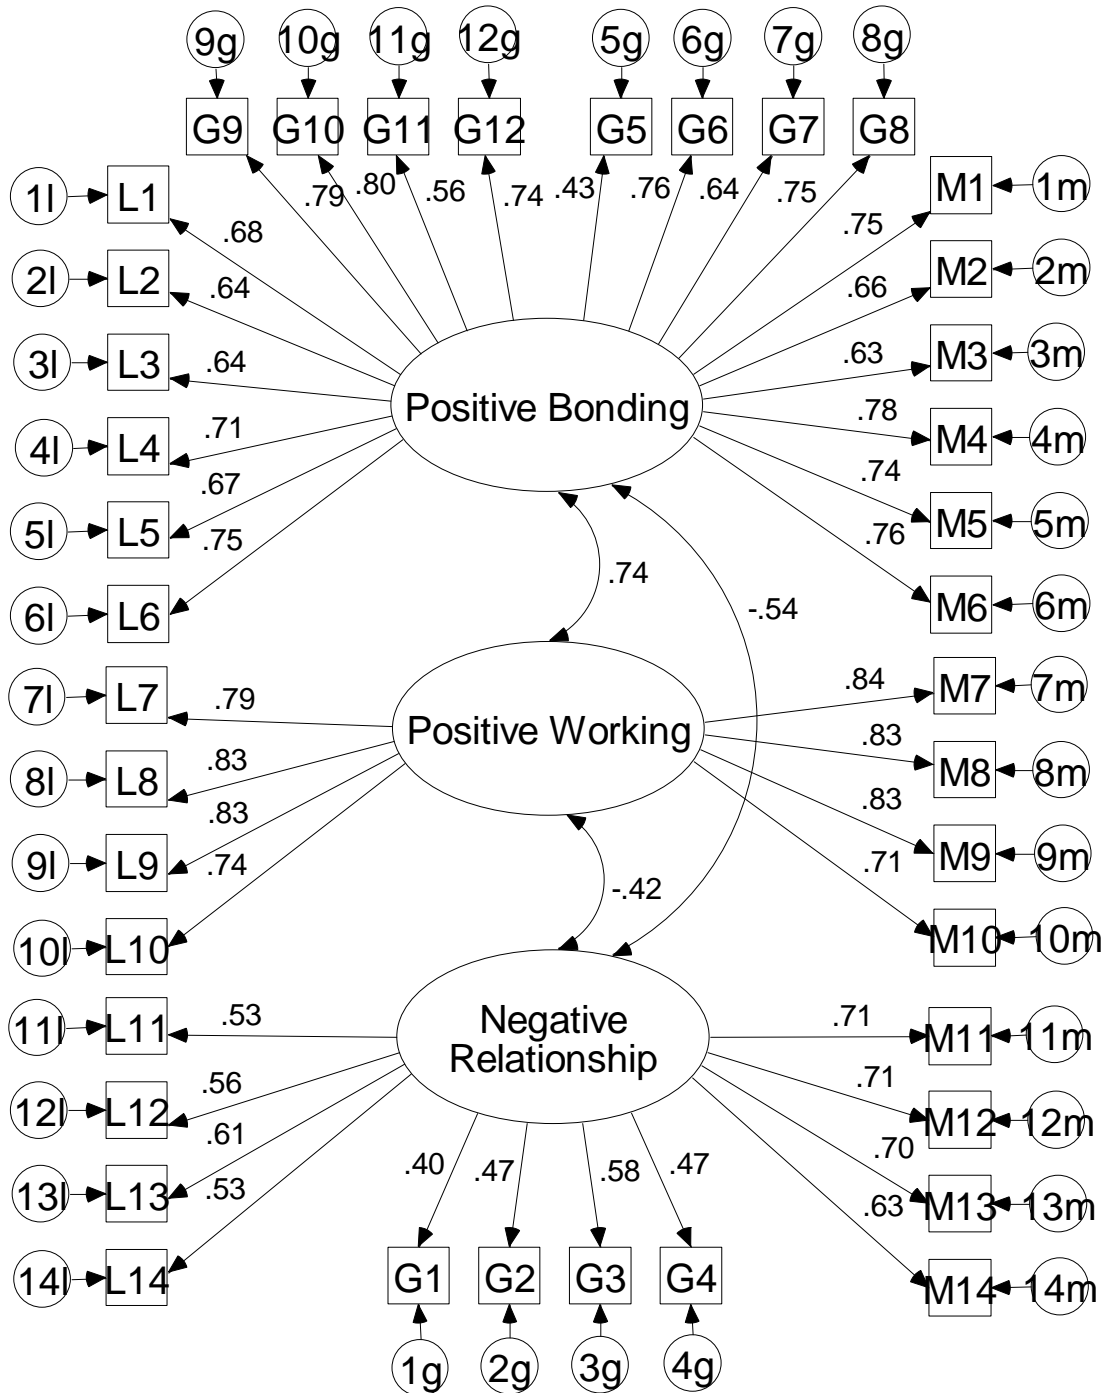 9g 10g 11g 12g 5g 6g 7g 8g
G9 G10 G11 G12 G5 G6 G7 G8
.79 .80 .56 .74 .43 .76 .64 .75
1l L1 .68 .75 M1 1m
2l L2 .64 .66 M2 2m
3l L3 .64 .63 M3 3m
Positive Bonding
4l L4 .71 .78 M4 4m
5l L5 .67 .74 M5 5m
.75 .76
.74
6l L6 -.54 M6 6m
7l L7 .79 .84 M7 7m
Positive Working
8l L8 .83 .83 M8 8m
9l L9 .83 .83 M9 9m
.74 .71
-.42
10l L10 M10 10m
11l L11 .53 .71 M11 11m
Negative
Relationship
12l L12 .56 .71 M12 12m
13l L13 .61 .70 M13 13m
.53 .63
.40 .47 .58 .47
14l L14 M14 14m
G1 G2 G3 G4
1g 2g 3g 4g